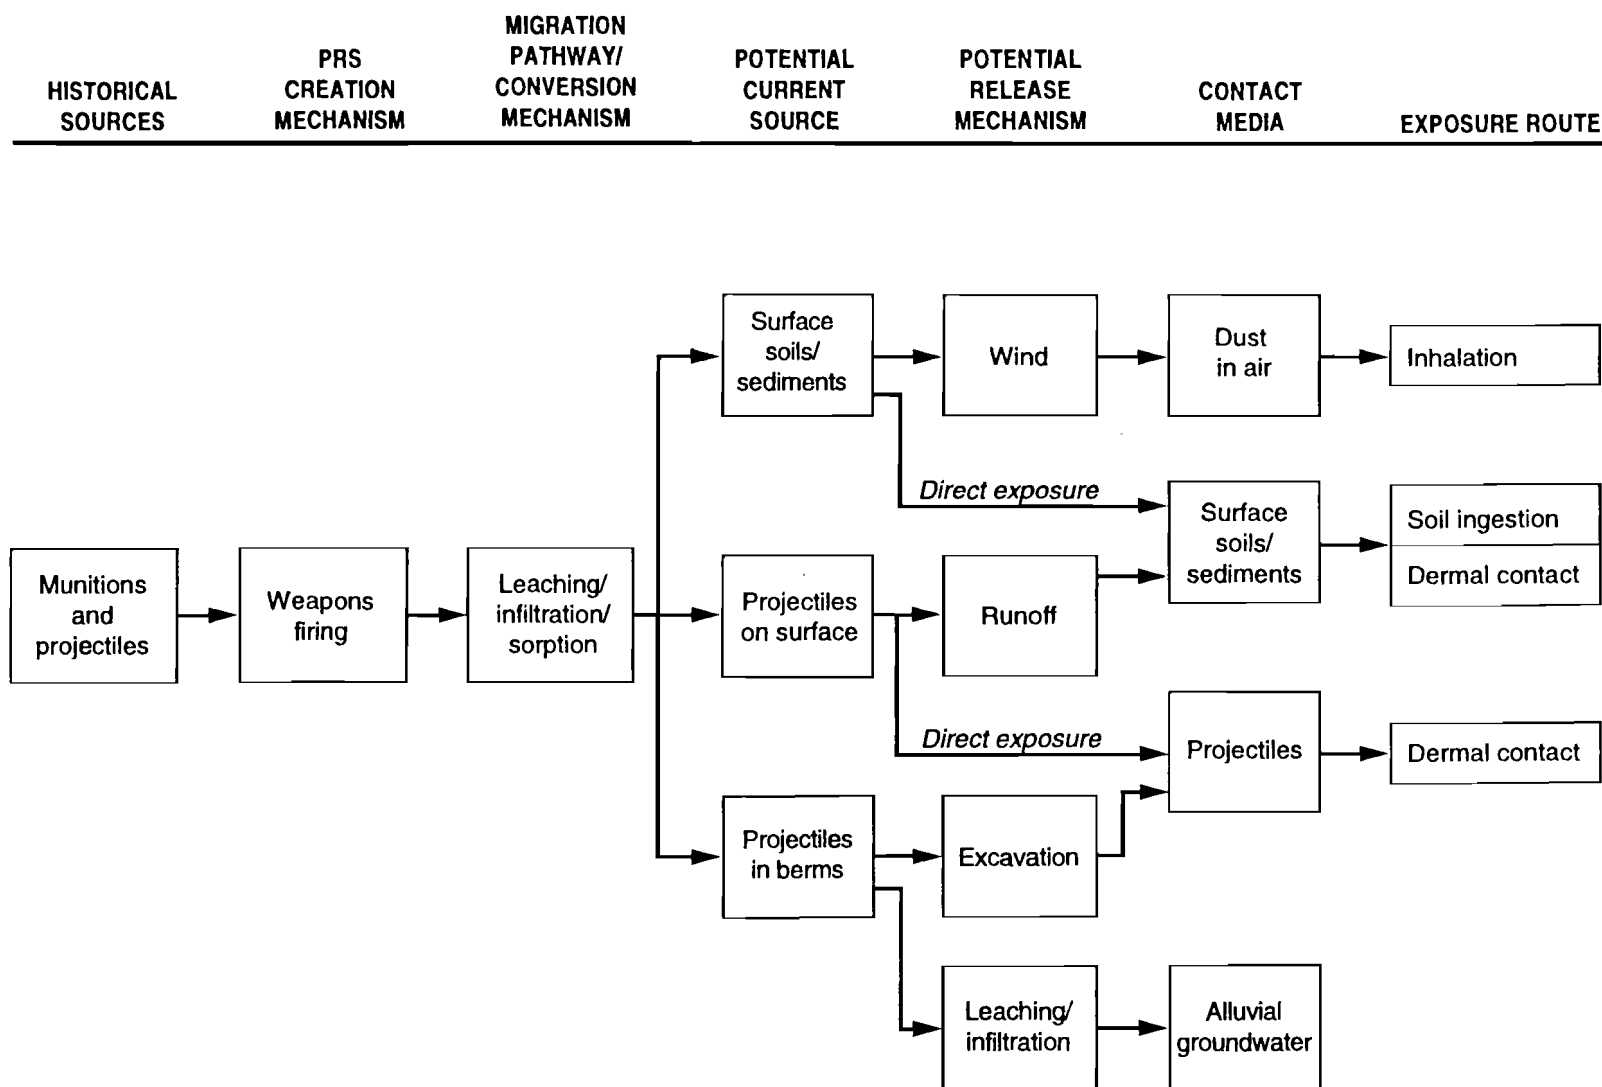 HISTORICAL
SOURCES
PRS
CREATION
MECHANISM
MIGRATION
PATHWAY/
CONVERSION
MECHANISM
POTENTIAL
CURRENT
SOURCE
POTENTIAL
RELEASE
MECHANISM
CONTACT
MEDIA
EXPOSURE ROUTE
Surface
soils/
sediments
Wind
Dust
in air
Inhalation
Direct exposure
Surface
soils/
sediments
Soil ingestion
Dermal contact
Munitions
and
projectiles
Weapons
firing
Leaching/
infiltration/
sorption
Projectiles
on surface
Runoff
Direct exposure
Projectiles
Dermal contact
Projectiles
in berms
Excavation
Leaching/
infiltration
Alluvial
groundwater